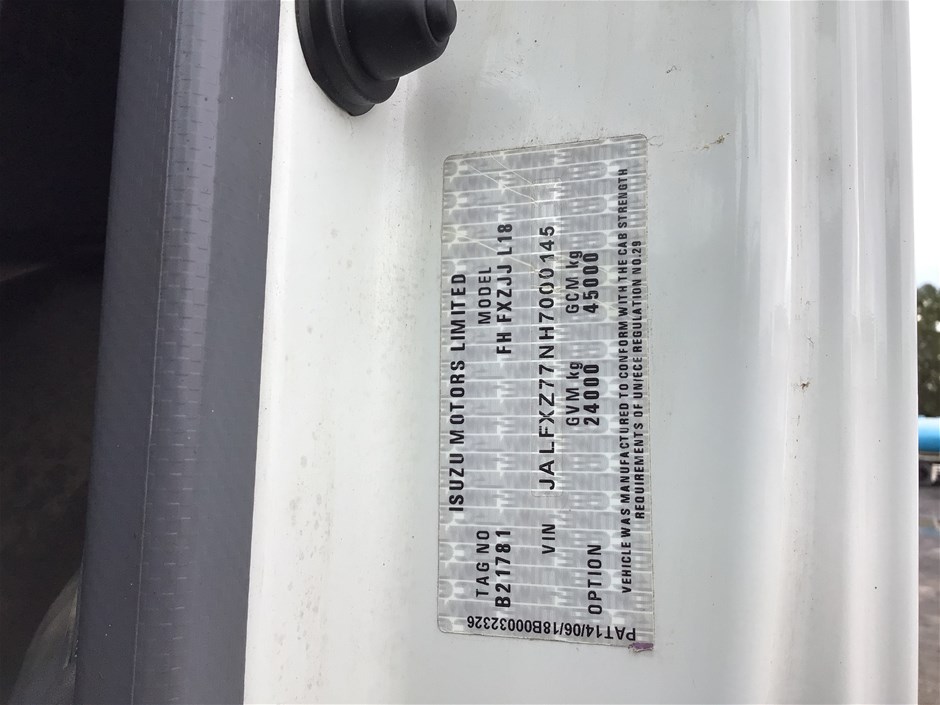 ISUZU MOTORS LIMITED
TAG NO MODEL
B21781 FH FXZJJ L18
VIN JALFXZ77NH7000145
GVM kg GCM kg
OPTION 24000 45000
VEHICLE WAS MANUFACTURED TO CONFORM WITH THE CAB STRENGTH
REQUIREMENTS OF UN/ECE REGULATION NO.29
PAT14/06/18B00032326